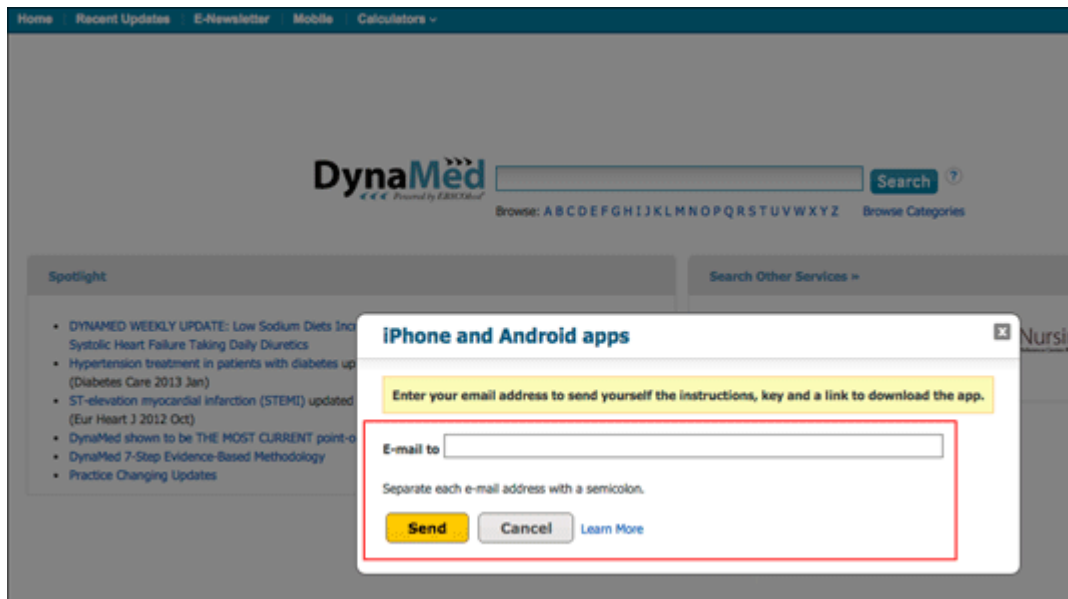 Home Recent Updates E-Newsletter Mobile Calculators
DynaMed
Powered by EBSCOhost
Search ?
Browse: A B C D E F G H I J K L M N O P Q R S T U V W X Y Z Browse Categories
Spotlight
Search Other Services »
• DYNAMED WEEKLY UPDATE: Low Sodium Diets
Systolic Heart Failure Taking Daily Diuretics
• Hypertension treatment in patients with diabetes up
(Diabetes Care 2013 Jan)
• ST-elevation myocardial infarction (STEMI) updated
(Eur Heart J 2012 Oct)
• DynaMed shown to be THE MOST CURRENT point-o
• DynaMed 7-Step Evidence-Based Methodology
• Practice Changing Updates
Nursi
iPhone and Android apps
Enter your email address to send yourself the instructions, key and a link to download the app.
E-mail to
Separate each e-mail address with a semicolon.
Send Cancel Learn More